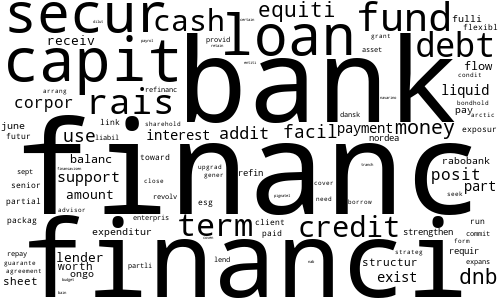 secur cash equiti fund fulli
dilut provid grant flexibl
receiv loan asset debt
capit bank flow
arrang refinanc condit
corpor rais liquid
bondhold
pay arctic
june link sharehold dansk
futur use liabil interest addit facil payment money exposur
nordea
financ
balanc toward rabobank
sept upgrad refin posit
support gener part
senior close cover
partial amount revolv esg need borrow seek
packag advisor enterpris
expenditur term client credit strengthen run
paid commit
financi form
repay lender strateg requir
guarante worth partli lend structur expans
agreement ongo exist dnb
sheet budget